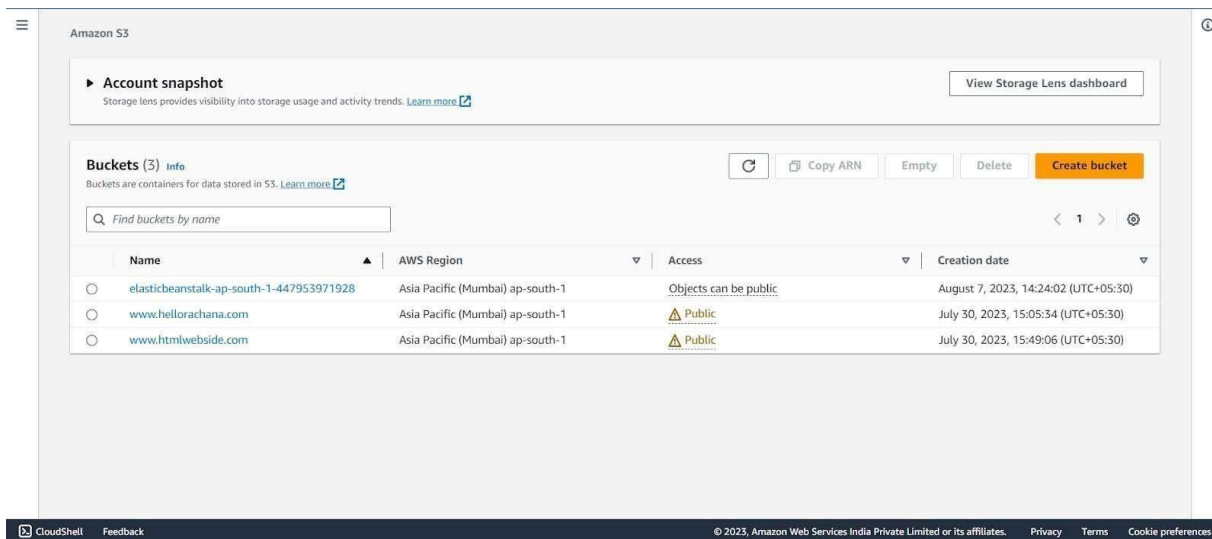 Amazon S3
Account snapshot
View Storage Lens dashboard
Storage lens provides visibility into storage usage and activity trends. Learn more
Buckets (3) Info
Copy ARN Empty Delete Create bucket
Buckets are containers for data stored in S3. Learn more
Find buckets by name
1
Name AWS Region Access Creation date
elasticbeanstalk-ap-south-1-447953971928 Asia Pacific (Mumbai) ap-south-1 Objects can be public August 7, 2023, 14:24:02 (UTC+05:30)
www.hellorachana.com Asia Pacific (Mumbai) ap-south-1 Public July 30, 2023, 15:05:34 (UTC+05:30)
www.htmlwebside.com Asia Pacific (Mumbai) ap-south-1 Public July 30, 2023, 15:49:06 (UTC+05:30)
CloudShell Feedback © 2023, Amazon Web Services India Private Limited or its affiliates. Privacy Terms Cookie preferences